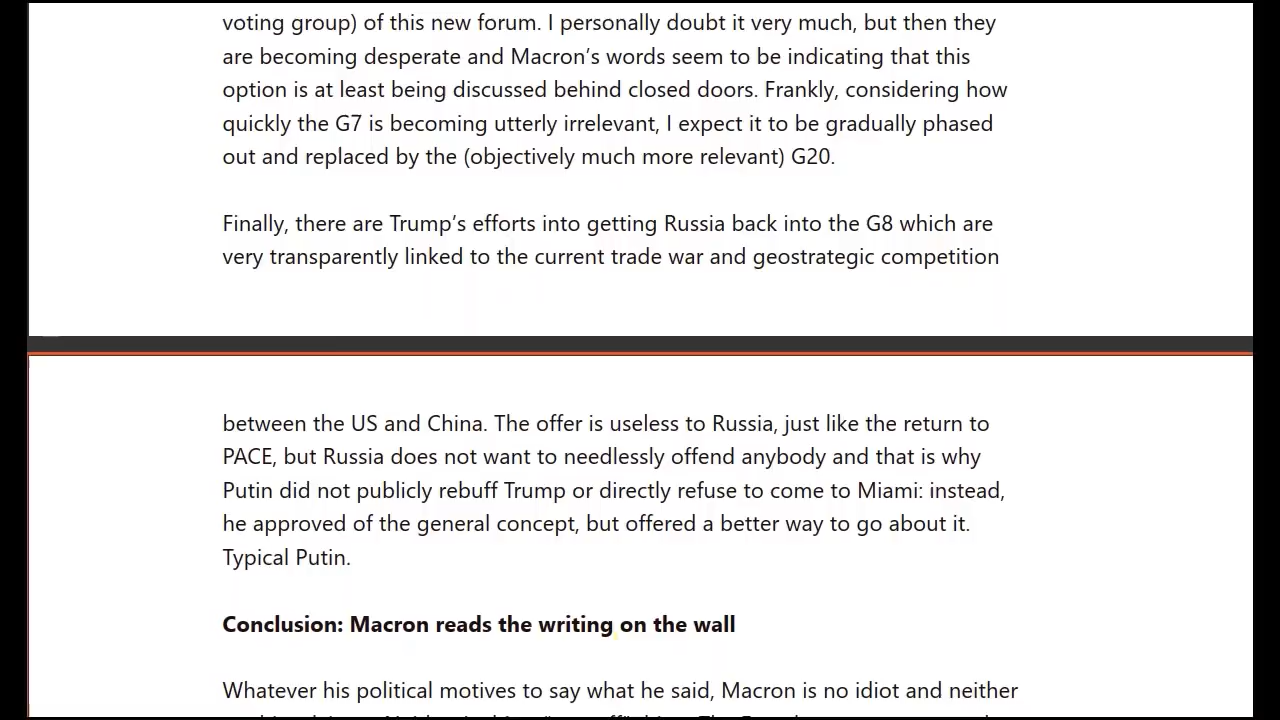 voting group) of this new forum. I personally doubt it very much, but then they
are becoming desperate and Macron’s words seem to be indicating that this
option is at least being discussed behind closed doors. Frankly, considering how
quickly the G7 is becoming utterly irrelevant, I expect it to be gradually phased
out and replaced by the (objectively much more relevant) G20.
Finally, there are Trump’s efforts into getting Russia back into the G8 which are
very transparently linked to the current trade war and geostrategic competition
between the US and China. The offer is useless to Russia, just like the return to
PACE, but Russia does not want to needlessly offend anybody and that is why
Putin did not publicly rebuff Trump or directly refuse to come to Miami: instead,
he approved of the general concept, but offered a better way to go about it.
Typical Putin.
Conclusion: Macron reads the writing on the wall
Whatever his political motives to say what he said, Macron is no idiot and neither